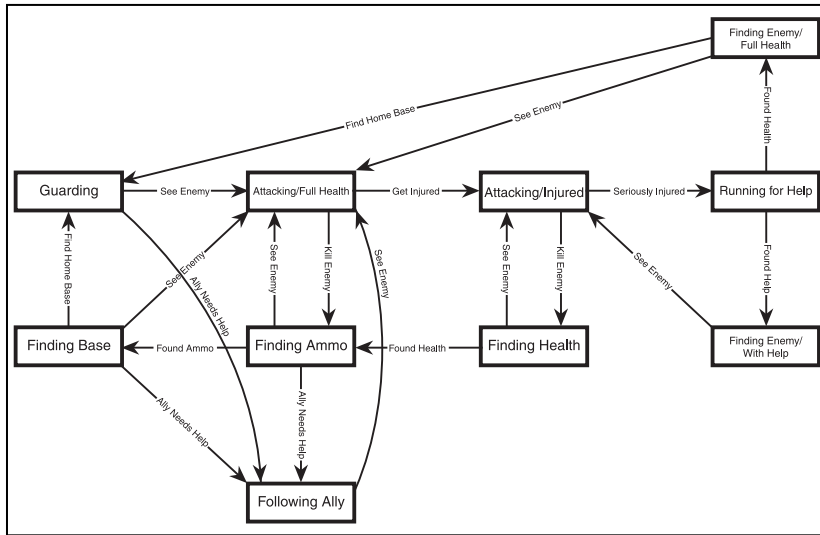 Finding Enemy/
Full Health
Find Home Base
See Enemy
Found Health
Guarding
See Enemy
Attacking/Full Health
Get Injured
Attacking/Injured
Seriously Injured
Running for Help
Find Home Base
See Enemy
Ally Needs Help
See Enemy
Kill Enemy
See Enemy
See Enemy
Kill Enemy
See Enemy
Found Help
Finding Base
Found Ammo
Finding Ammo
Found Health
Finding Health
Finding Enemy/
With Help
Ally Needs Help
Ally Needs Help
Following Ally